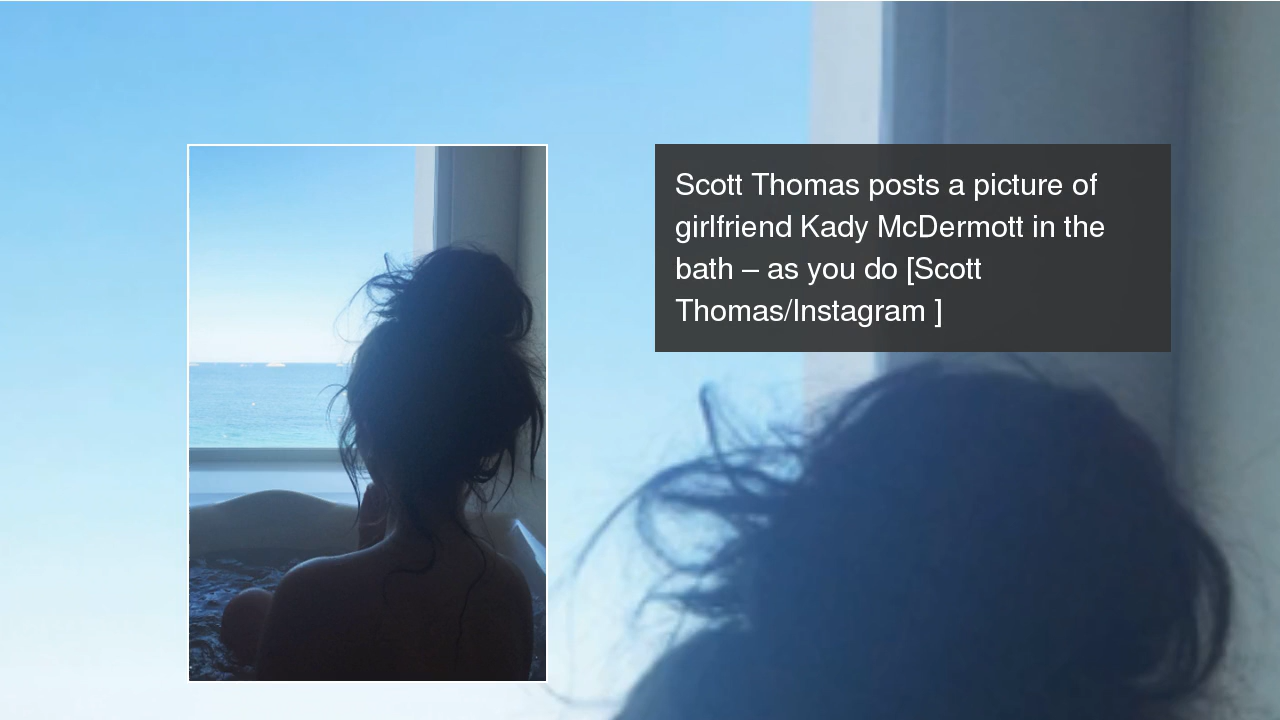 Scott Thomas posts a picture of
girlfriend Kady McDermott in the
bath – as you do [Scott
Thomas/Instagram ]